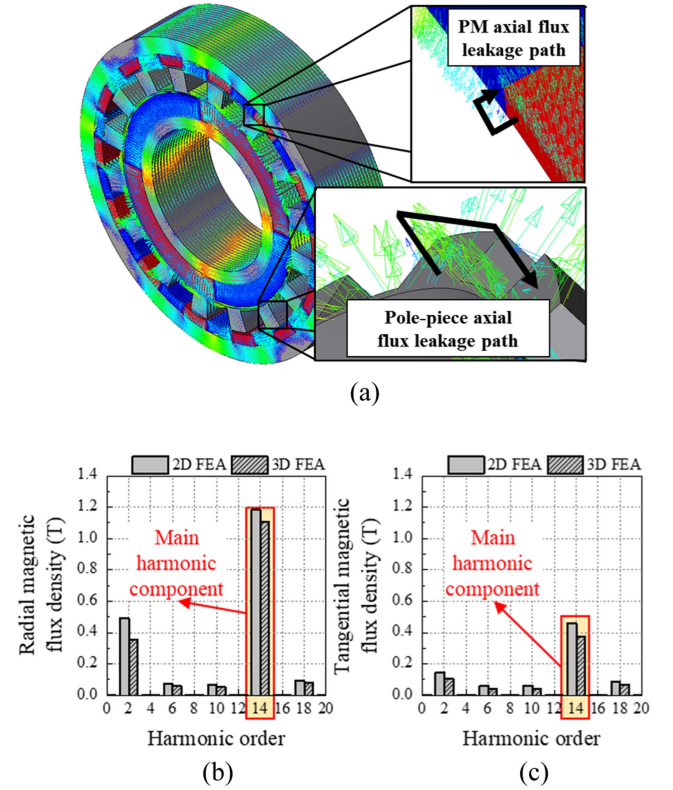 PM axial flux
leakage path
Pole-piece axial
flux leakage path
(a)
2D FEA 3D FEA
Radial magnetic
flux density (T)
1.4
1.2
1.0
0.8
0.6
0.4
0.2
0.0
Main
harmonic
component
0 2 4 6 8 10 12 14 16 18 20
Harmonic order
(b)
2D FEA 3D FEA
Tangential magnetic
flux density (T)
1.4
1.2
1.0
0.8
0.6
0.4
0.2
0.0
Main
harmonic
component
0 2 4 6 8 10 12 14 16 18 20
Harmonic order
(c)